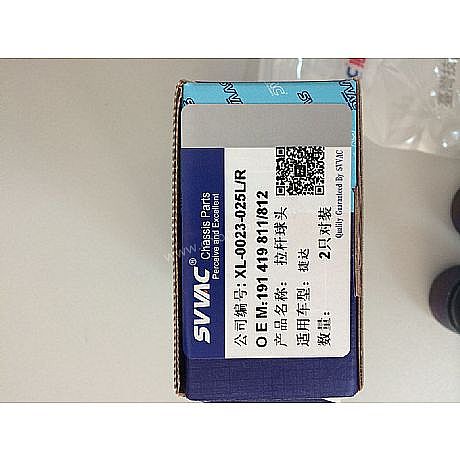 SVVAC
Chassis Parts
Perceive and Excellent
公司编号: XL-0023-025L/R
OEM:191 419 811/812
产品名称: 拉杆球头
适用车型: 捷达
数量: 2只对装
Quality Guaranteed By SVVAC